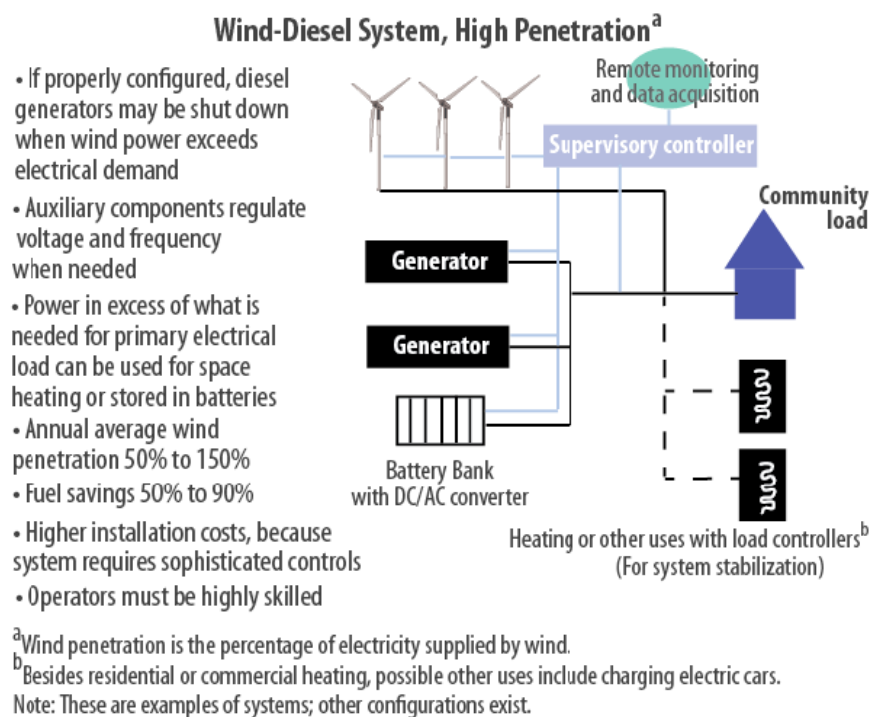 Wind-Diesel System, High Penetrationᵃ
• If properly configured, diesel
generators may be shut down
when wind power exceeds
electrical demand
• Auxiliary components regulate
voltage and frequency
when needed
• Power in excess of what is
needed for primary electrical
load can be used for space
heating or stored in batteries
• Annual average wind
penetration 50% to 150%
• Fuel savings 50% to 90%
• Higher installation costs, because
system requires sophisticated controls
• Operators must be highly skilled
Remote monitoring
and data acquisition
Supervisory controller
Community
load
Generator
Generator
Battery Bank
with DC/AC converter
Heating or other uses with load controllersᵇ
(For system stabilization)
ᵃWind penetration is the percentage of electricity supplied by wind.
ᵇBesides residential or commercial heating, possible other uses include charging electric cars.
Note: These are examples of systems; other configurations exist.